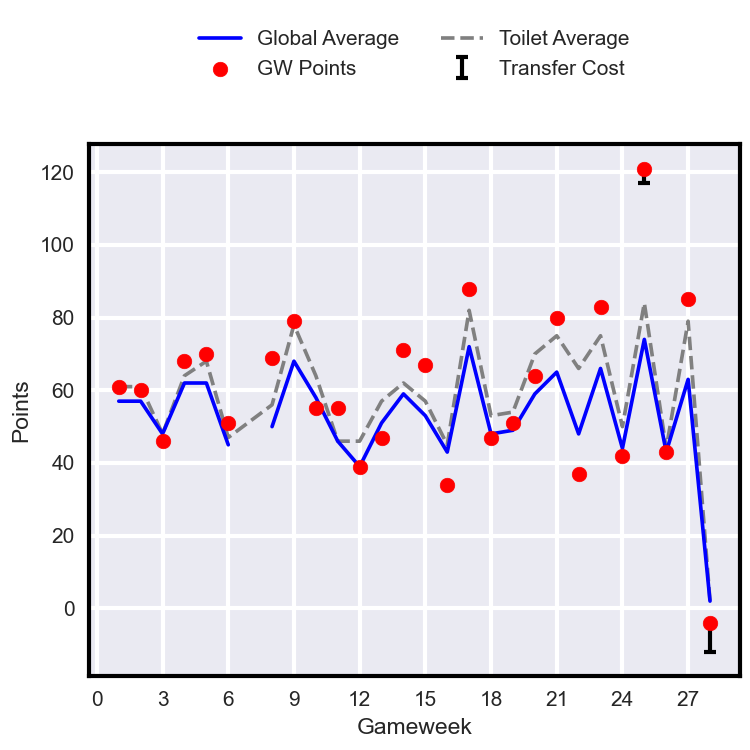 Global Average
Toilet Average
GW Points
Transfer Cost
120
100
80
60
40
20
0
Points
0 3 6 9 12 15 18 21 24 27
Gameweek